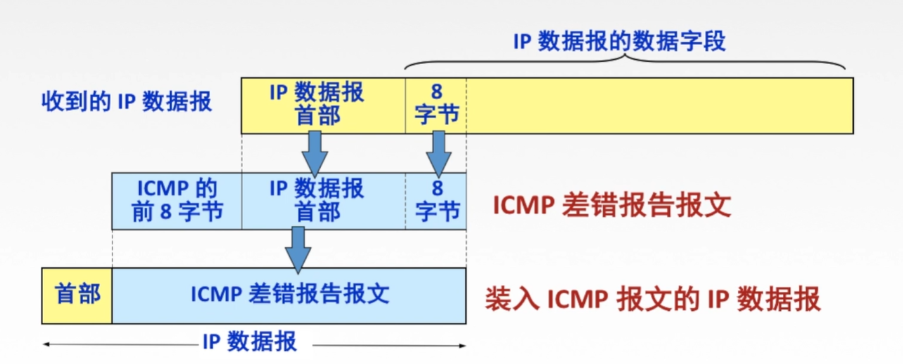 IP 数据报的数据字段
收到的 IP 数据报
IP 数据报
首部
8
字节
ICMP 的
前 8 字节
IP 数据报
首部
8
字节
ICMP 差错报告报文
首部
ICMP 差错报告报文
装入 ICMP 报文的 IP 数据报
IP 数据报